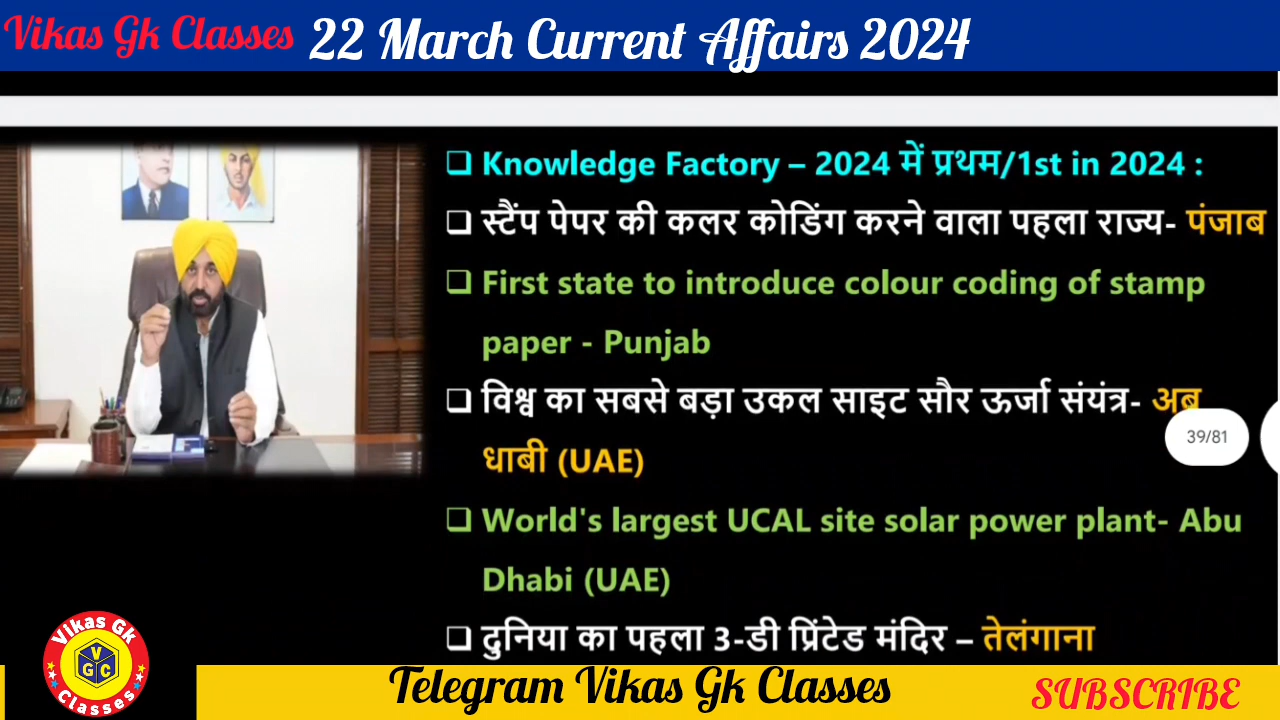 Vikas Gk Classes 22 March Current Affairs 2024
❑ Knowledge Factory – 2024 में प्रथम/1st in 2024 :
❑ स्टैंप पेपर की कलर कोडिंग करने वाला पहला राज्य- पंजाब
❑ First state to introduce colour coding of stamp
paper - Punjab
❑ विश्व का सबसे बड़ा उकल साइट सौर ऊर्जा संयंत्र- अब
39/81
धाबी (UAE)
❑ World's largest UCAL site solar power plant- Abu
Dhabi (UAE)
❑ दुनिया का पहला 3-डी प्रिंटेड मंदिर – तेलंगाना
Vikas Gk
VGC
Classes
Telegram Vikas Gk Classes
SUBSCRIBE